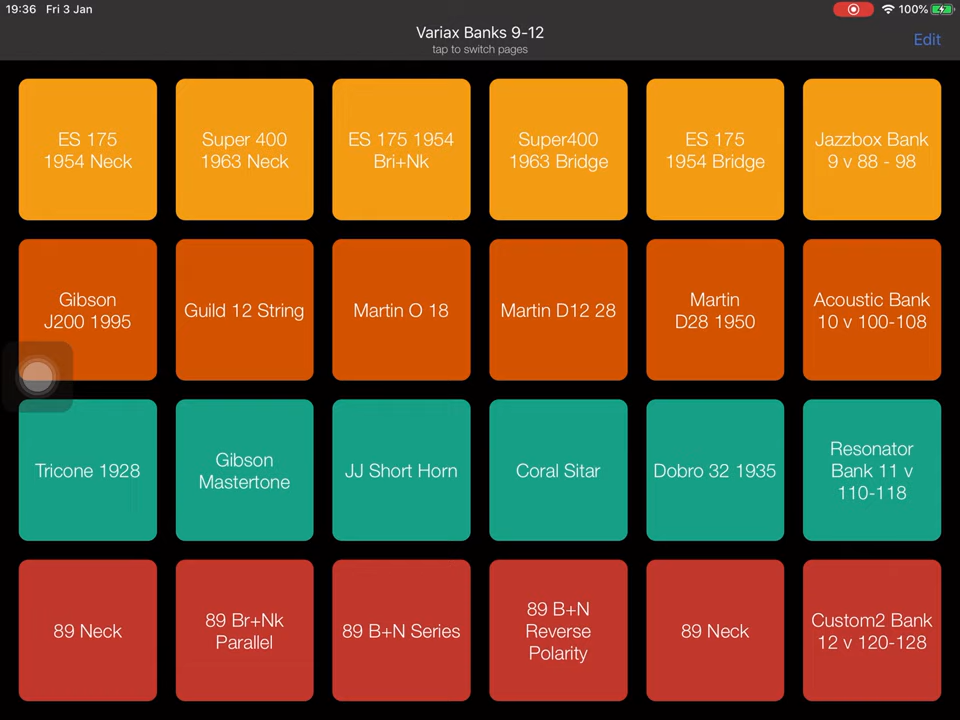 19:36 Fri 3 Jan
100%
Variax Banks 9-12
tap to switch pages
Edit
ES 175
1954 Neck
Super 400
1963 Neck
ES 175 1954
Bri+Nk
Super400
1963 Bridge
ES 175
1954 Bridge
Jazzbox Bank
9 v 88 - 98
Gibson
J200 1995
Guild 12 String
Martin O 18
Martin D12 28
Martin
D28 1950
Acoustic Bank
10 v 100-108
Tricone 1928
Gibson
Mastertone
JJ Short Horn
Coral Sitar
Dobro 32 1935
Resonator
Bank 11 v
110-118
89 Neck
89 Br+Nk
Parallel
89 B+N Series
89 B+N
Reverse
Polarity
89 Neck
Custom2 Bank
12 v 120-128